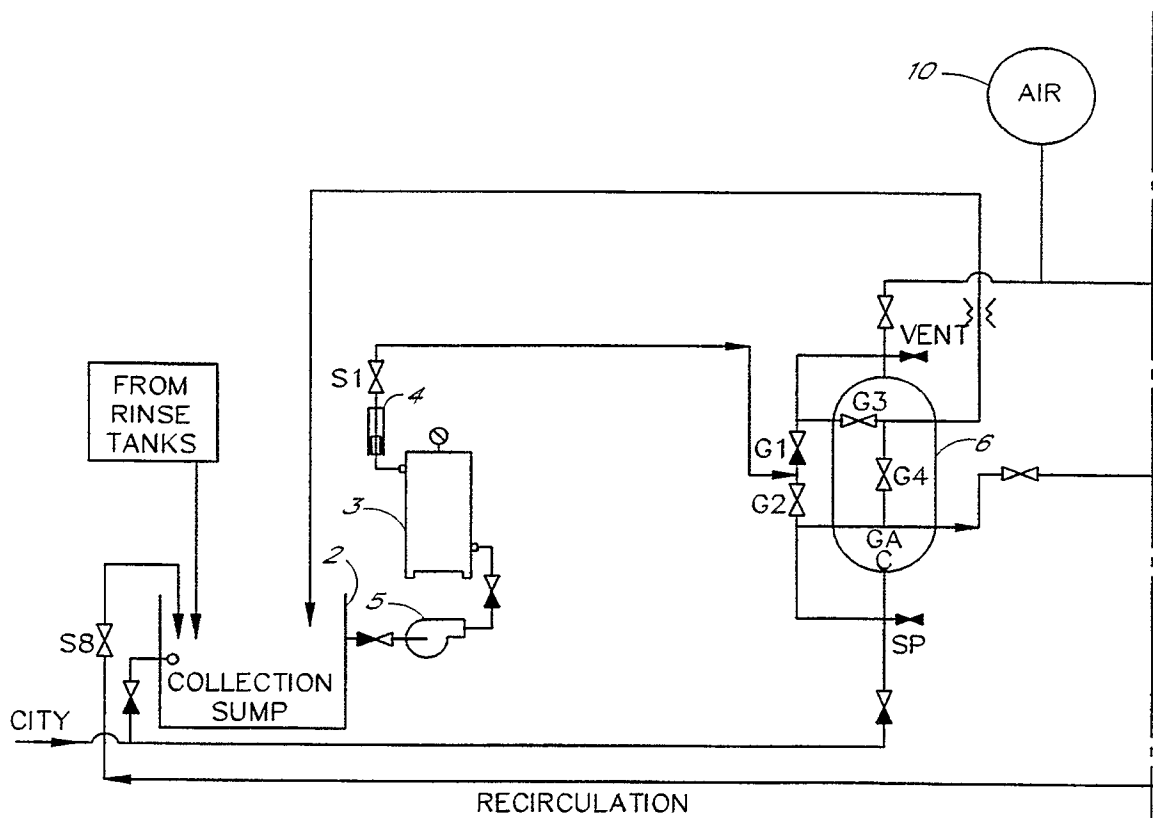 10
AIR
VENT
S1
4
FROM
RINSE
TANKS
G3
G1
6
G4
G2
3
GA
C
2
5
S8
SP
COLLECTION
SUMP
CITY
RECIRCULATION